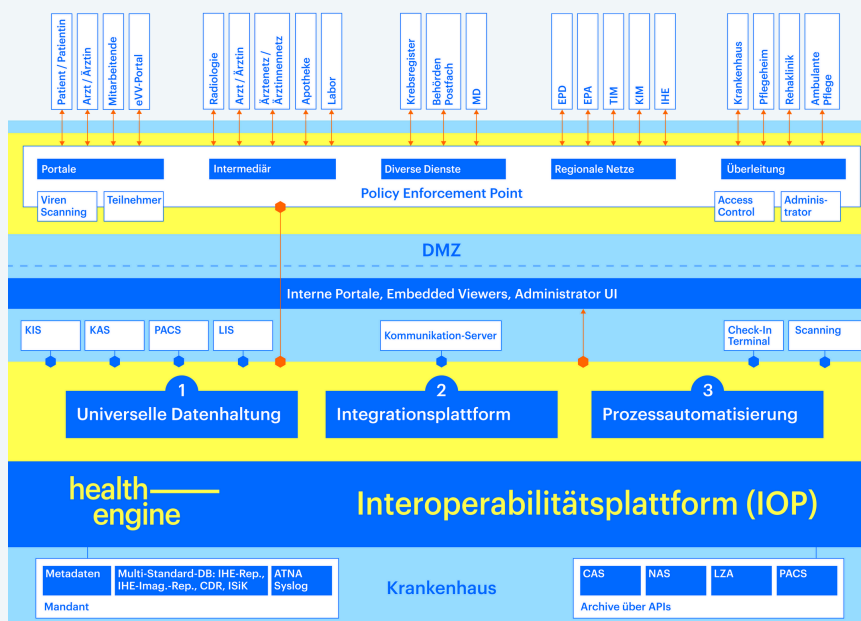 Patient / Patientin
Arzt / Ärztin
Mitarbeitende
eVV-Portal
Radiologie
Arzt / Ärztin
Ärztenetz /
Ärztinnennetz
Apotheke
Labor
Krebsregister
Behörden
Postfach
MD
EPD
EPA
TIM
KIM
IHE
Krankenhaus
Pflegeheim
Rehaklinik
Ambulante
Pflege
Portale
Intermediär
Diverse Dienste
Regionale Netze
Überleitung
Policy Enforcement Point
Viren
Scanning
Teilnehmer
Access
Control
Adminis-
trator
DMZ
Interne Portale, Embedded Viewers, Administrator UI
KIS
KAS
PACS
LIS
Kommunikation-Server
Check-In
Terminal
Scanning
1
Universelle Datenhaltung
2
Integrationsplattform
3
Prozessautomatisierung
health
engine
Interoperabilitätsplattform (IOP)
Metadaten
Multi-Standard-DB: IHE-Rep.,
IHE-Imag.-Rep., CDR, ISiK
ATNA
Syslog
Mandant
Krankenhaus
CAS
NAS
LZA
PACS
Archive über APIs